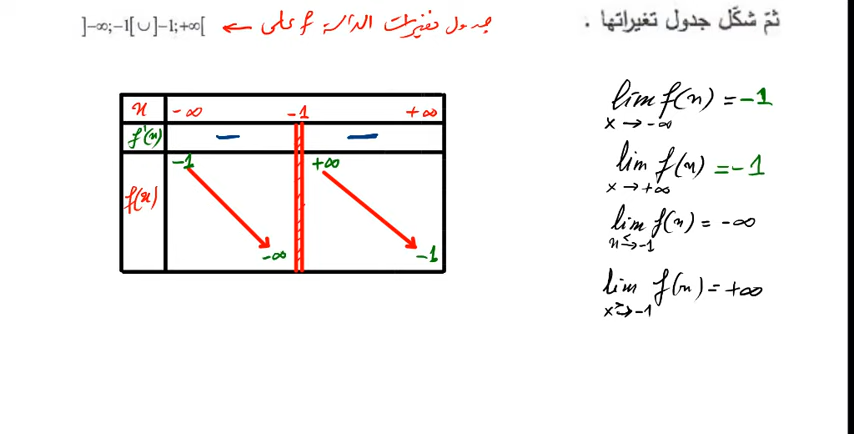 ثمّ شكّل جدول تغيراتها .
جدول تغيرات الدالة f على ← ]-∞;-1[∪]-1;+∞[
x -∞ -1 +∞
f'(x) - -
f(x) -1 -∞ +∞ -1
lim f(x) = -1
x → -∞
lim f(x) = -1
x → +∞
lim f(x) = -∞
x <→ -1
lim f(x) = +∞
x >→ -1